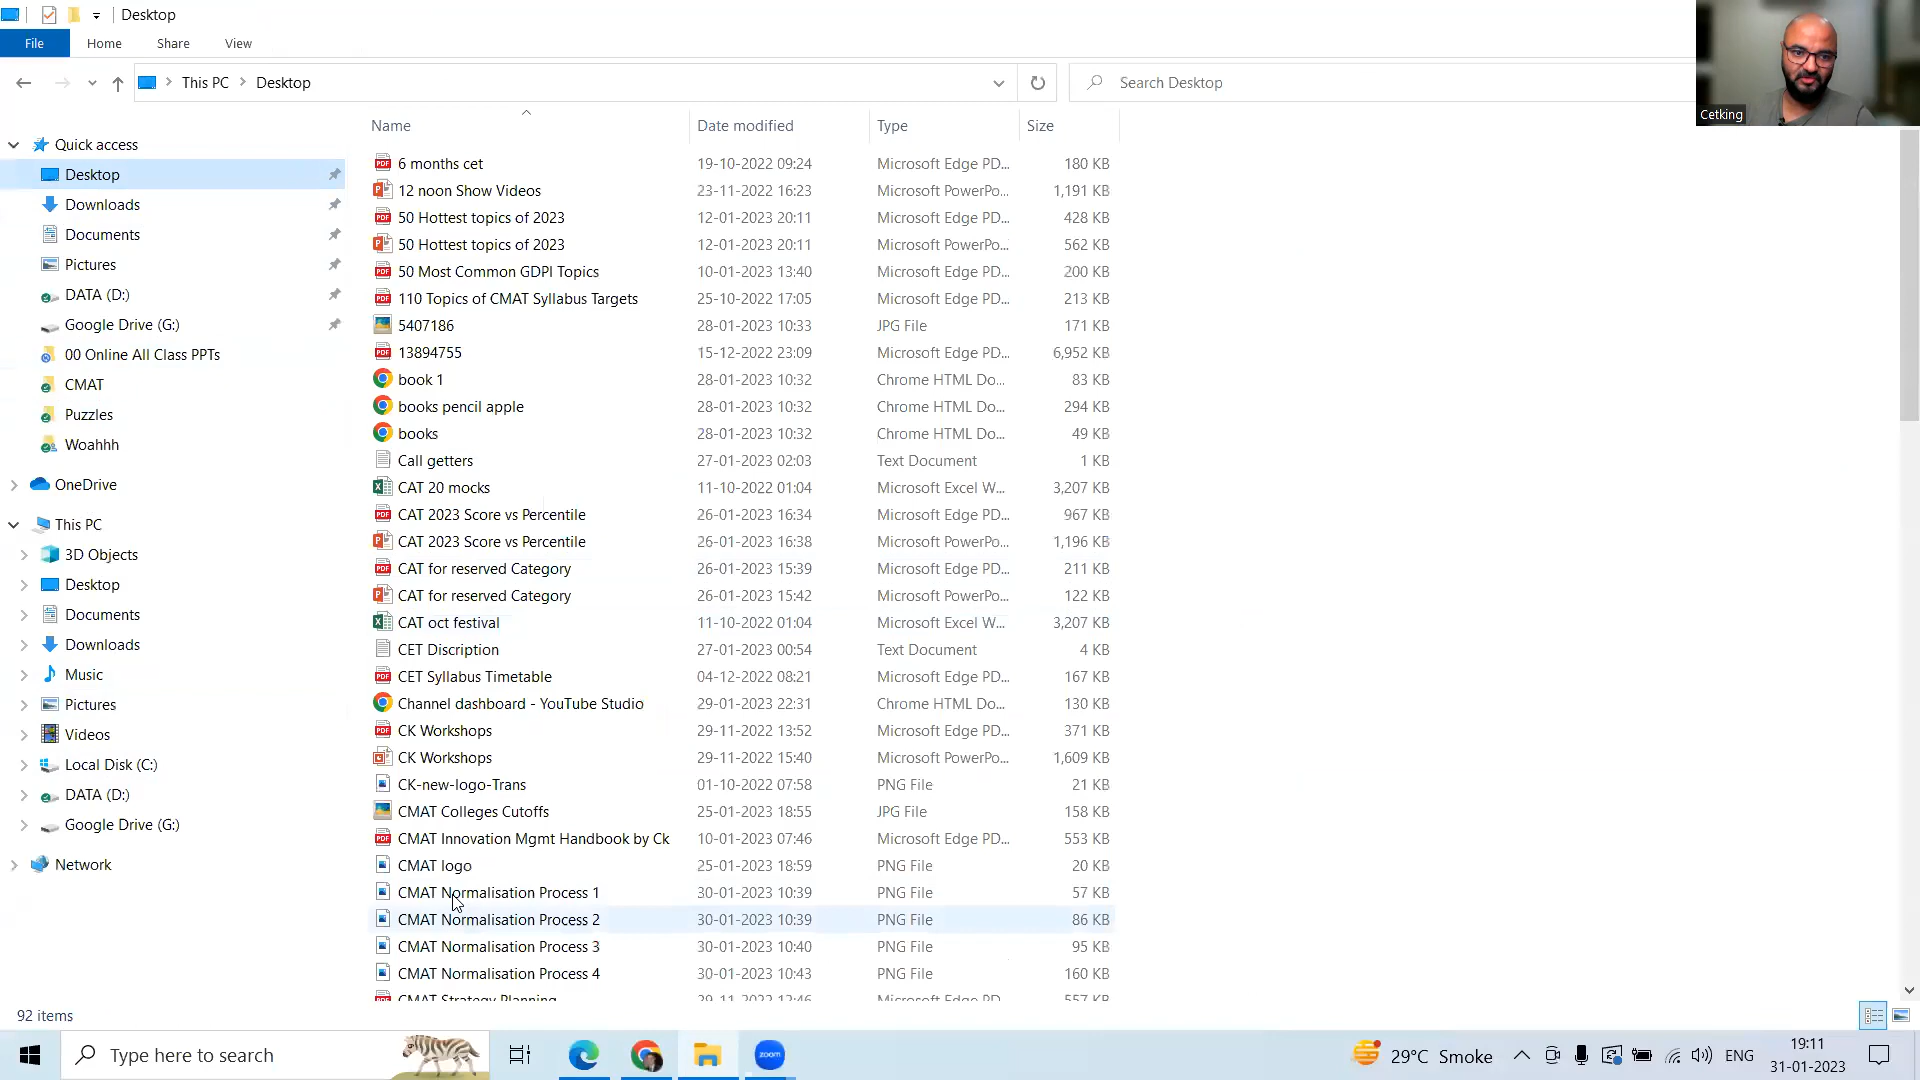 Desktop
File Home Share View
This PC Desktop Search Desktop
Cetking
Name Date modified Type Size
Quick access
Desktop
Downloads
Documents
Pictures
DATA (D:)
Google Drive (G:)
00 Online All Class PPTs
CMAT
Puzzles
Woahhh
OneDrive
This PC
3D Objects
Desktop
Documents
Downloads
Music
Pictures
Videos
Local Disk (C:)
DATA (D:)
Google Drive (G:)
Network
6 months cet 19-10-2022 09:24 Microsoft Edge PD... 180 KB
12 noon Show Videos 23-11-2022 16:23 Microsoft PowerPo... 1,191 KB
50 Hottest topics of 2023 12-01-2023 20:11 Microsoft Edge PD... 428 KB
50 Hottest topics of 2023 12-01-2023 20:11 Microsoft PowerPo... 562 KB
50 Most Common GDPI Topics 10-01-2023 13:40 Microsoft Edge PD... 200 KB
110 Topics of CMAT Syllabus Targets 25-10-2022 17:05 Microsoft Edge PD... 213 KB
5407186 28-01-2023 10:33 JPG File 171 KB
13894755 15-12-2022 23:09 Microsoft Edge PD... 6,952 KB
book 1 28-01-2023 10:32 Chrome HTML Do... 83 KB
books pencil apple 28-01-2023 10:32 Chrome HTML Do... 294 KB
books 28-01-2023 10:32 Chrome HTML Do... 49 KB
Call getters 27-01-2023 02:03 Text Document 1 KB
CAT 20 mocks 11-10-2022 01:04 Microsoft Excel W... 3,207 KB
CAT 2023 Score vs Percentile 26-01-2023 16:34 Microsoft Edge PD... 967 KB
CAT 2023 Score vs Percentile 26-01-2023 16:38 Microsoft PowerPo... 1,196 KB
CAT for reserved Category 26-01-2023 15:39 Microsoft Edge PD... 211 KB
CAT for reserved Category 26-01-2023 15:42 Microsoft PowerPo... 122 KB
CAT oct festival 11-10-2022 01:04 Microsoft Excel W... 3,207 KB
CET Discription 27-01-2023 00:54 Text Document 4 KB
CET Syllabus Timetable 04-12-2022 08:21 Microsoft Edge PD... 167 KB
Channel dashboard - YouTube Studio 29-01-2023 22:31 Chrome HTML Do... 130 KB
CK Workshops 29-11-2022 13:52 Microsoft Edge PD... 371 KB
CK Workshops 29-11-2022 15:40 Microsoft PowerPo... 1,609 KB
CK-new-logo-Trans 01-10-2022 07:58 PNG File 21 KB
CMAT Colleges Cutoffs 25-01-2023 18:55 JPG File 158 KB
CMAT Innovation Mgmt Handbook by Ck 10-01-2023 07:46 Microsoft Edge PD... 553 KB
CMAT logo 25-01-2023 18:59 PNG File 20 KB
CMAT Normalisation Process 1 30-01-2023 10:39 PNG File 57 KB
CMAT Normalisation Process 2 30-01-2023 10:39 PNG File 86 KB
CMAT Normalisation Process 3 30-01-2023 10:40 PNG File 95 KB
CMAT Normalisation Process 4 30-01-2023 10:43 PNG File 160 KB
CMAT Strategy Planning 29-11-2022 12:46 Microsoft Edge PD... 557 KB
92 items
Type here to search zoom 29°C Smoke ENG 19:11
31-01-2023